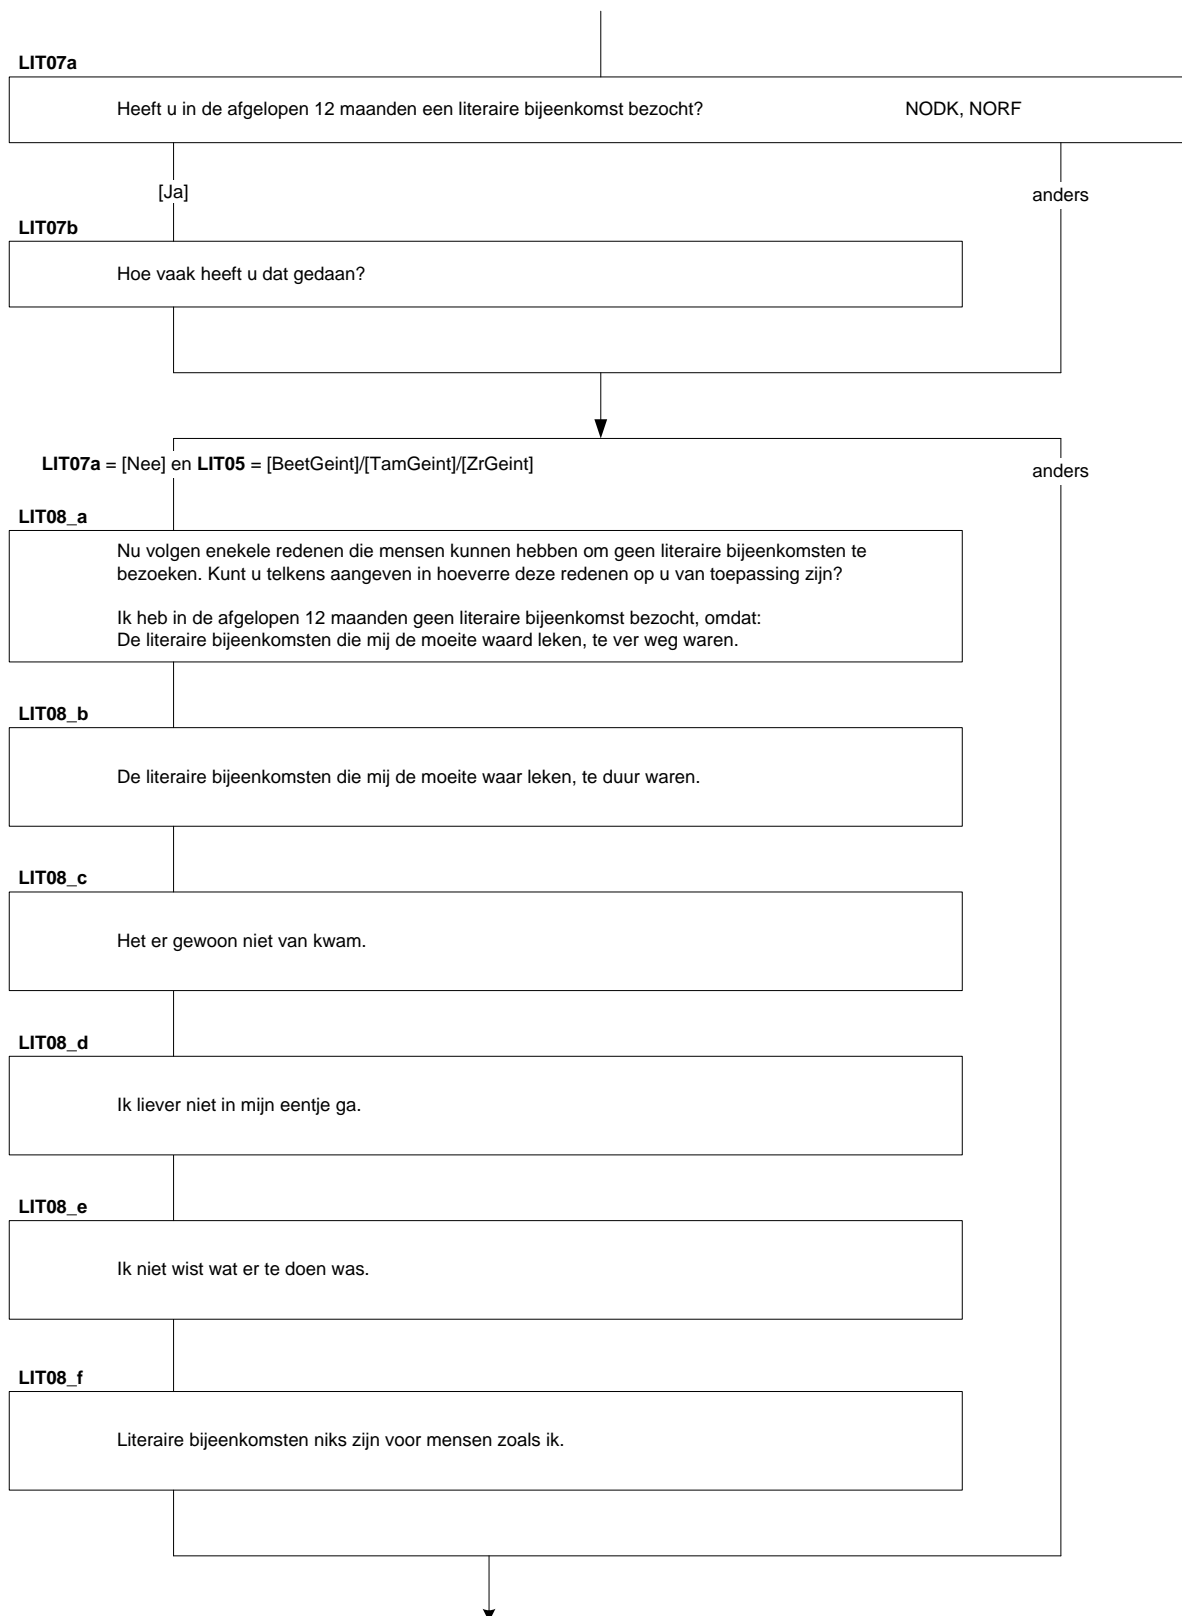 LIT07a
Heeft u in de afgelopen 12 maanden een literaire bijeenkomst bezocht? NODK, NORF
[Ja] anders
LIT07b
Hoe vaak heeft u dat gedaan?
LIT07a = [Nee] en LIT05 = [BeetGeint]/[TamGeint]/[ZrGeint]
anders
LIT08_a
Nu volgen enekele redenen die mensen kunnen hebben om geen literaire bijeenkomsten te
bezoeken. Kunt u telkens aangeven in hoeverre deze redenen op u van toepassing zijn?
Ik heb in de afgelopen 12 maanden geen literaire bijeenkomst bezocht, omdat:
De literaire bijeenkomsten die mij de moeite waard leken, te ver weg waren.
LIT08_b
De literaire bijeenkomsten die mij de moeite waar leken, te duur waren.
LIT08_c
Het er gewoon niet van kwam.
LIT08_d
Ik liever niet in mijn eentje ga.
LIT08_e
Ik niet wist wat er te doen was.
LIT08_f
Literaire bijeenkomsten niks zijn voor mensen zoals ik.